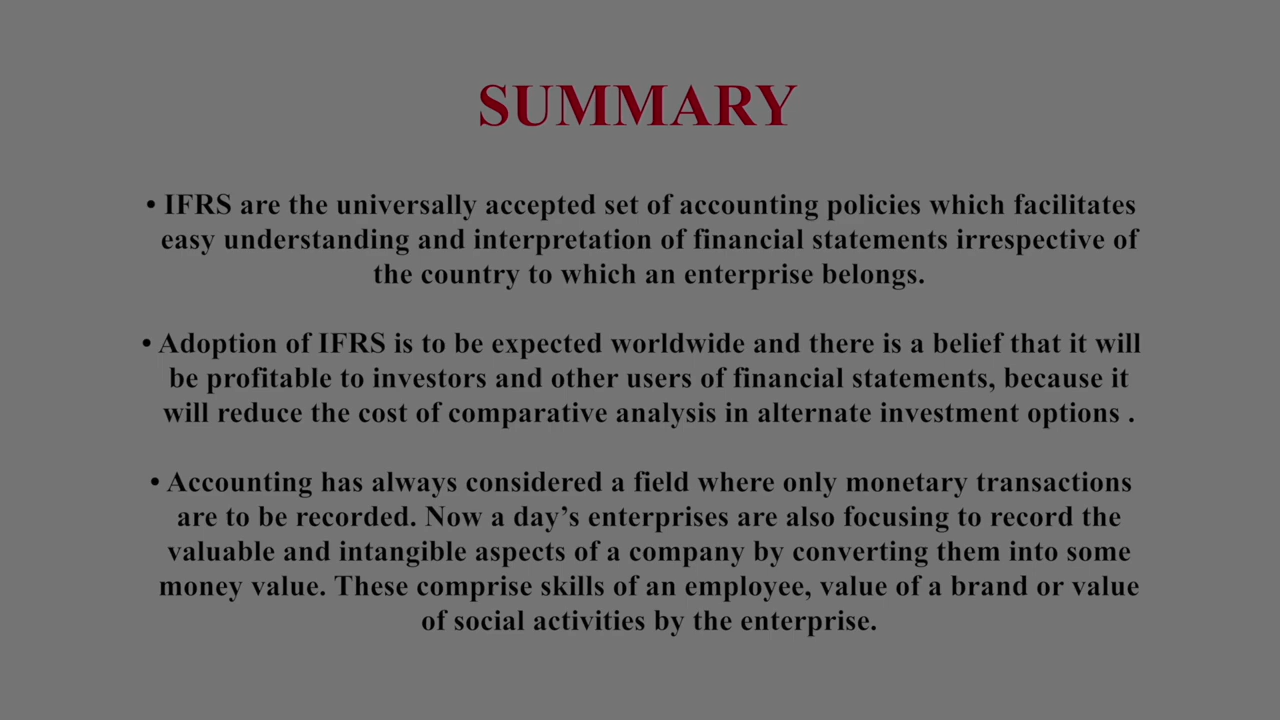 SUMMARY
• IFRS are the universally accepted set of accounting policies which facilitates
easy understanding and interpretation of financial statements irrespective of
the country to which an enterprise belongs.
• Adoption of IFRS is to be expected worldwide and there is a belief that it will
be profitable to investors and other users of financial statements, because it
will reduce the cost of comparative analysis in alternate investment options .
• Accounting has always considered a field where only monetary transactions
are to be recorded. Now a day’s enterprises are also focusing to record the
valuable and intangible aspects of a company by converting them into some
money value. These comprise skills of an employee, value of a brand or value
of social activities by the enterprise.